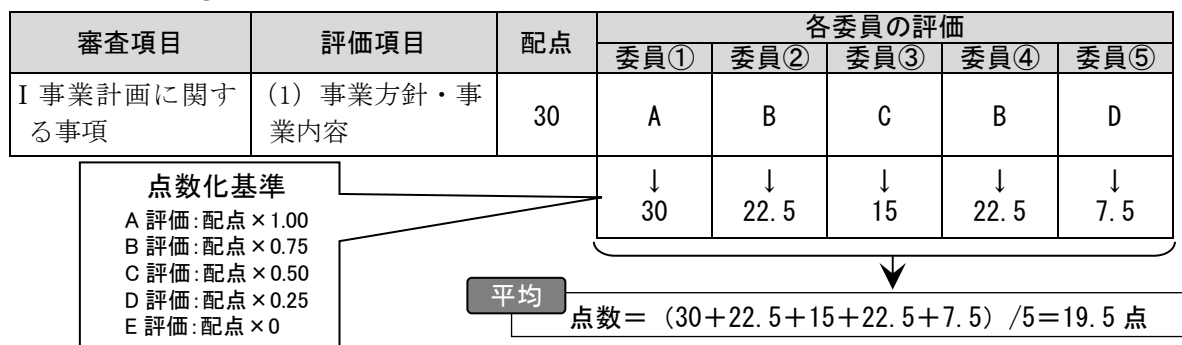 審査項目 評価項目 配点 各委員の評価
委員① 委員② 委員③ 委員④ 委員⑤
Ⅰ事業計画に関す (1) 事業方針・事 30 A B C B D
る事項 業内容
↓ ↓ ↓ ↓ ↓
30 22.5 15 22.5 7.5
点数化基準
A 評価:配点×1.00
B 評価:配点×0.75
C 評価:配点×0.50
D 評価:配点×0.25
E 評価:配点×0
平均
点数= (30+22.5+15+22.5+7.5) /5=19.5 点